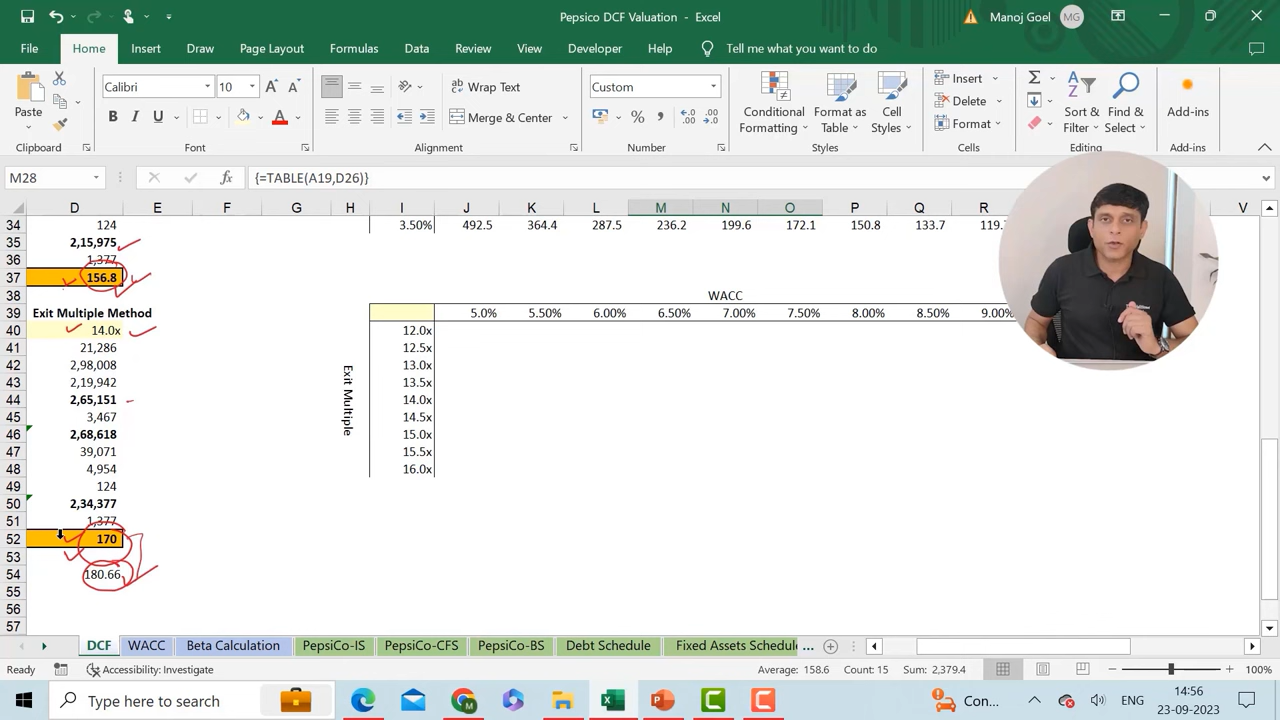 Pepsico DCF Valuation - Excel
Manoj Goel MG
File Home Insert Draw Page Layout Formulas Data Review View Developer Help Tell me what you want to do
Paste
Clipboard
Calibri 10
B I U
Font
Wrap Text
Merge & Center
Alignment
Custom
Number
Conditional Formatting
Format as Table
Cell Styles
Styles
Insert
Delete
Format
Cells
Sort & Filter
Find & Select
Editing
Add-ins
Add-ins
M28 fx {=TABLE(A19,D26)}
D E F G H I J K L M N O P Q R V
34 124 3.50% 492.5 364.4 287.5 236.2 199.6 172.1 150.8 133.7 119.
35 2,15,975
36 1,377
37 156.8
38 WACC
39 Exit Multiple Method 5.0% 5.50% 6.00% 6.50% 7.00% 7.50% 8.00% 8.50% 9.00%
40 14.0x 12.0x
41 21,286 12.5x
42 2,98,008 13.0x
43 2,19,942 13.5x
44 2,65,151 14.0x
45 3,467 14.5x
46 2,68,618 15.0x
47 39,071 15.5x
48 4,954 16.0x
Exit Multiple
49 124
50 2,34,377
51 1,377
52 170
53
54 180.66
55
56
57
DCF WACC Beta Calculation PepsiCo-IS PepsiCo-CFS PepsiCo-BS Debt Schedule Fixed Assets Schedule ...
Ready Accessibility: Investigate Average: 158.6 Count: 15 Sum: 2,379.4 100%
Type here to search
Con...
ENG
14:56
23-09-2023